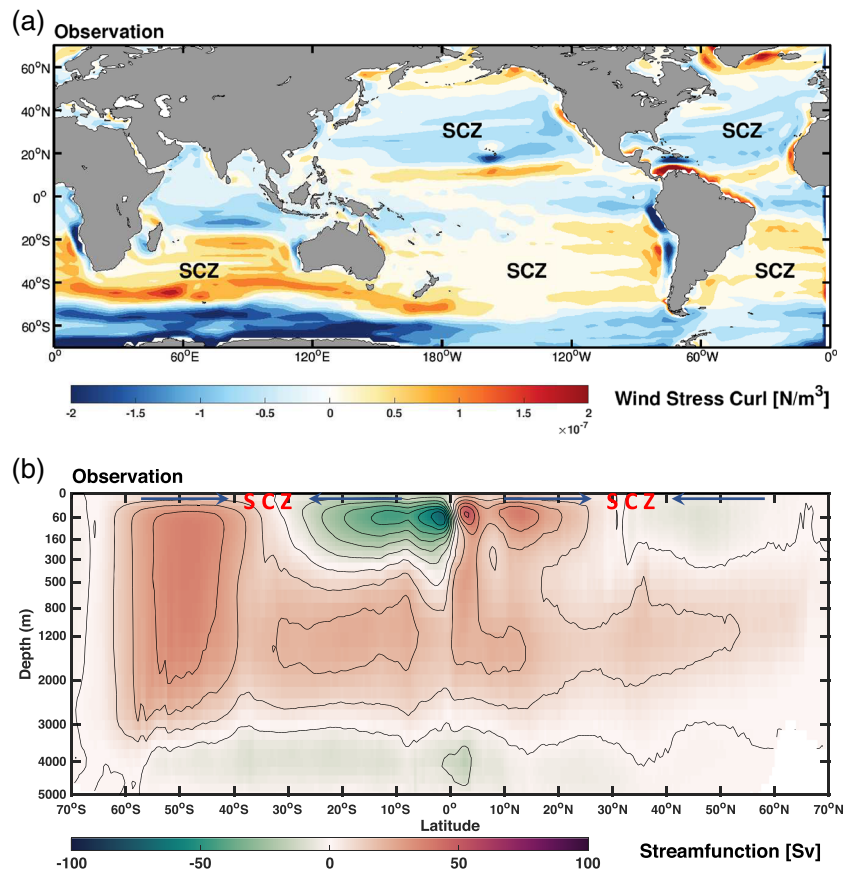 (a)
Observation
60°N
40°N
20°N
0°
20°S
40°S
60°S
SCZ
SCZ
SCZ
SCZ
SCZ
0° 60°E 120°E 180°W 120°W 60°W 0°
-2 -1.5 -1 -0.5 0 0.5 1 1.5 2
×10⁻⁷
Wind Stress Curl [N/m³]
(b)
Observation
SCZ SCZ
0
60
160
300
500
800
1200
2000
3000
4000
5000
Depth (m)
70°S 60°S 50°S 40°S 30°S 20°S 10°S 0° 10°N 20°N 30°N 40°N 50°N 60°N 70°N
Latitude
-100 -50 0 50 100
Streamfunction [Sv]